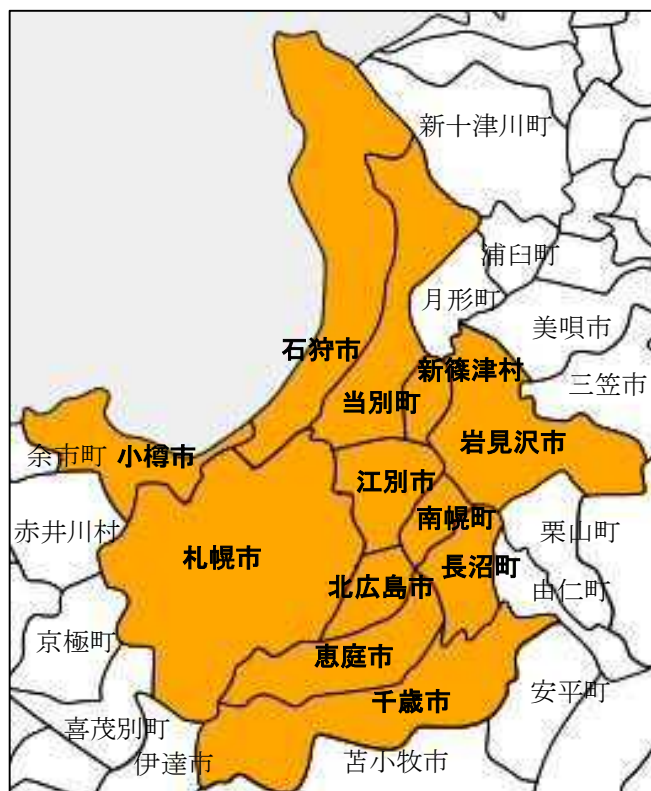 新十津川町
浦臼町
月形町
美唄市
石狩市
新篠津村
三笠市
当別町
岩見沢市
余市町
小樽市
江別市
南幌町
赤井川村
札幌市
長沼町
栗山町
北広島市
由仁町
京極町
恵庭市
千歳市
安平町
喜茂別町
伊達市
苫小牧市